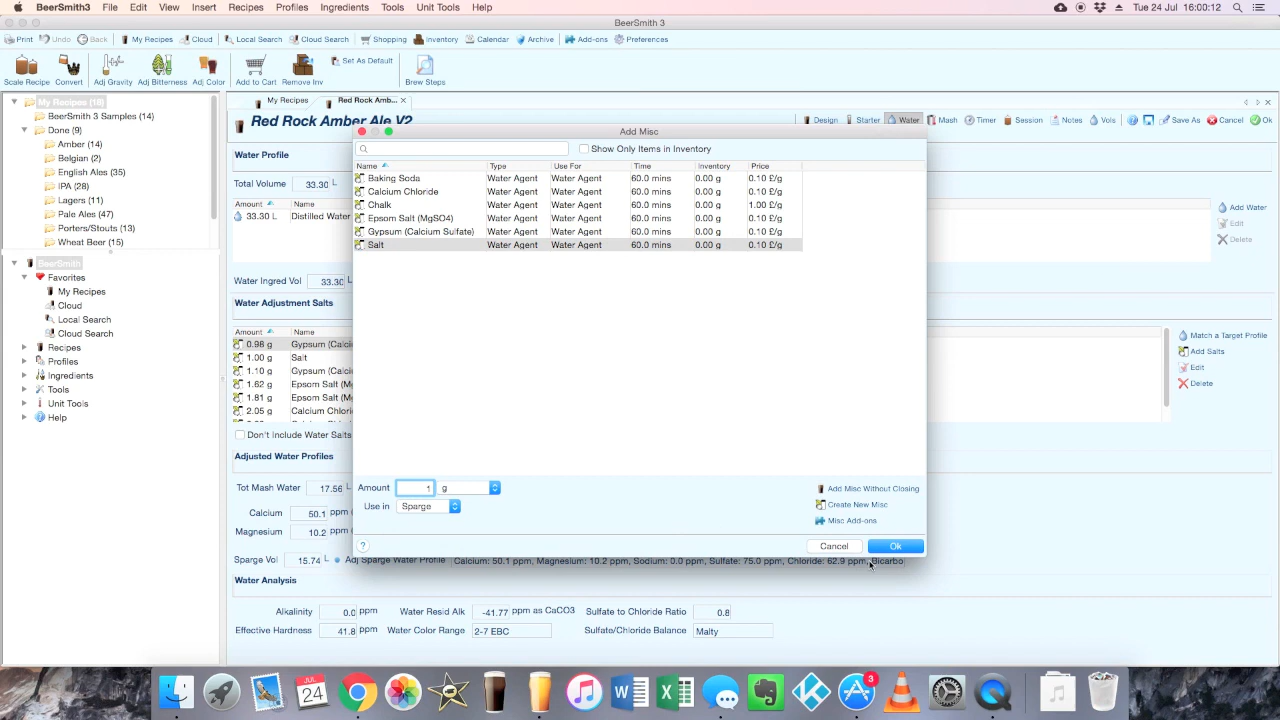 BeerSmith3 File Edit View Insert Recipes Profiles Ingredients Tools Unit Tools Help Tue 24 Jul 16:00:12
BeerSmith 3
Print Undo Back My Recipes Cloud Local Search Cloud Search Shopping Inventory Calendar Archive Add-ons Preferences
Scale Recipe Convert Adj Gravity Adj Bitterness Adj Color Add to Cart Remove Inv Set As Default Brew Steps
My Recipes (18)
BeerSmith 3 Samples (14)
Done (9)
Amber (14)
Belgian (2)
English Ales (35)
IPA (28)
Lagers (11)
Pale Ales (47)
Porters/Stouts (13)
Wheat Beer (15)
BeerSmith
Favorites
My Recipes
Cloud
Local Search
Cloud Search
Recipes
Profiles
Ingredients
Tools
Unit Tools
Help
My Recipes Red Rock Amb...
Red Rock Amber Ale V2
Design Starter Water Mash Timer Session Notes Vols Save As Cancel Ok
Water Profile
Total Volume 33.30 L
Amount Name
33.30 L Distilled Water
Add Water
Edit
Delete
Water Ingred Vol 33.30 L
Water Adjustment Salts
Amount Name
0.98 g Gypsum (Calci
1.00 g Salt
1.10 g Gypsum (Calci
1.62 g Epsom Salt (Mg
1.81 g Epsom Salt (Mg
2.05 g Calcium Chlori
Match a Target Profile
Add Salts
Edit
Delete
Don't Include Water Salts
Adjusted Water Profiles
Tot Mash Water 17.56 L
Calcium 50.1 ppm (
Magnesium 10.2 ppm (
Sparge Vol 15.74 L Adj Sparge Water Profile Calcium: 50.1 ppm, Magnesium: 10.2 ppm, Sodium: 0.0 ppm, Sulfate: 75.0 ppm, Chloride: 62.9 ppm, Bicarbo
Water Analysis
Alkalinity 0.0 ppm Water Resid Alk -41.77 ppm as CaCO3 Sulfate to Chloride Ratio 0.8
Effective Hardness 41.8 ppm Water Color Range 2-7 EBC Sulfate/Chloride Balance Malty
Add Misc
Show Only Items in Inventory
Name Type Use For Time Inventory Price
Baking Soda Water Agent Water Agent 60.0 mins 0.00 g 0.10 £/g
Calcium Chloride Water Agent Water Agent 60.0 mins 0.00 g 0.10 £/g
Chalk Water Agent Water Agent 60.0 mins 0.00 g 1.00 £/g
Epsom Salt (MgSO4) Water Agent Water Agent 60.0 mins 0.00 g 0.10 £/g
Gypsum (Calcium Sulfate) Water Agent Water Agent 60.0 mins 0.00 g 0.10 £/g
Salt Water Agent Water Agent 60.0 mins 0.00 g 0.10 £/g
Amount 1 g
Use in Sparge
Add Misc Without Closing
Create New Misc
Misc Add-ons
? Cancel Ok
JUL
24
3